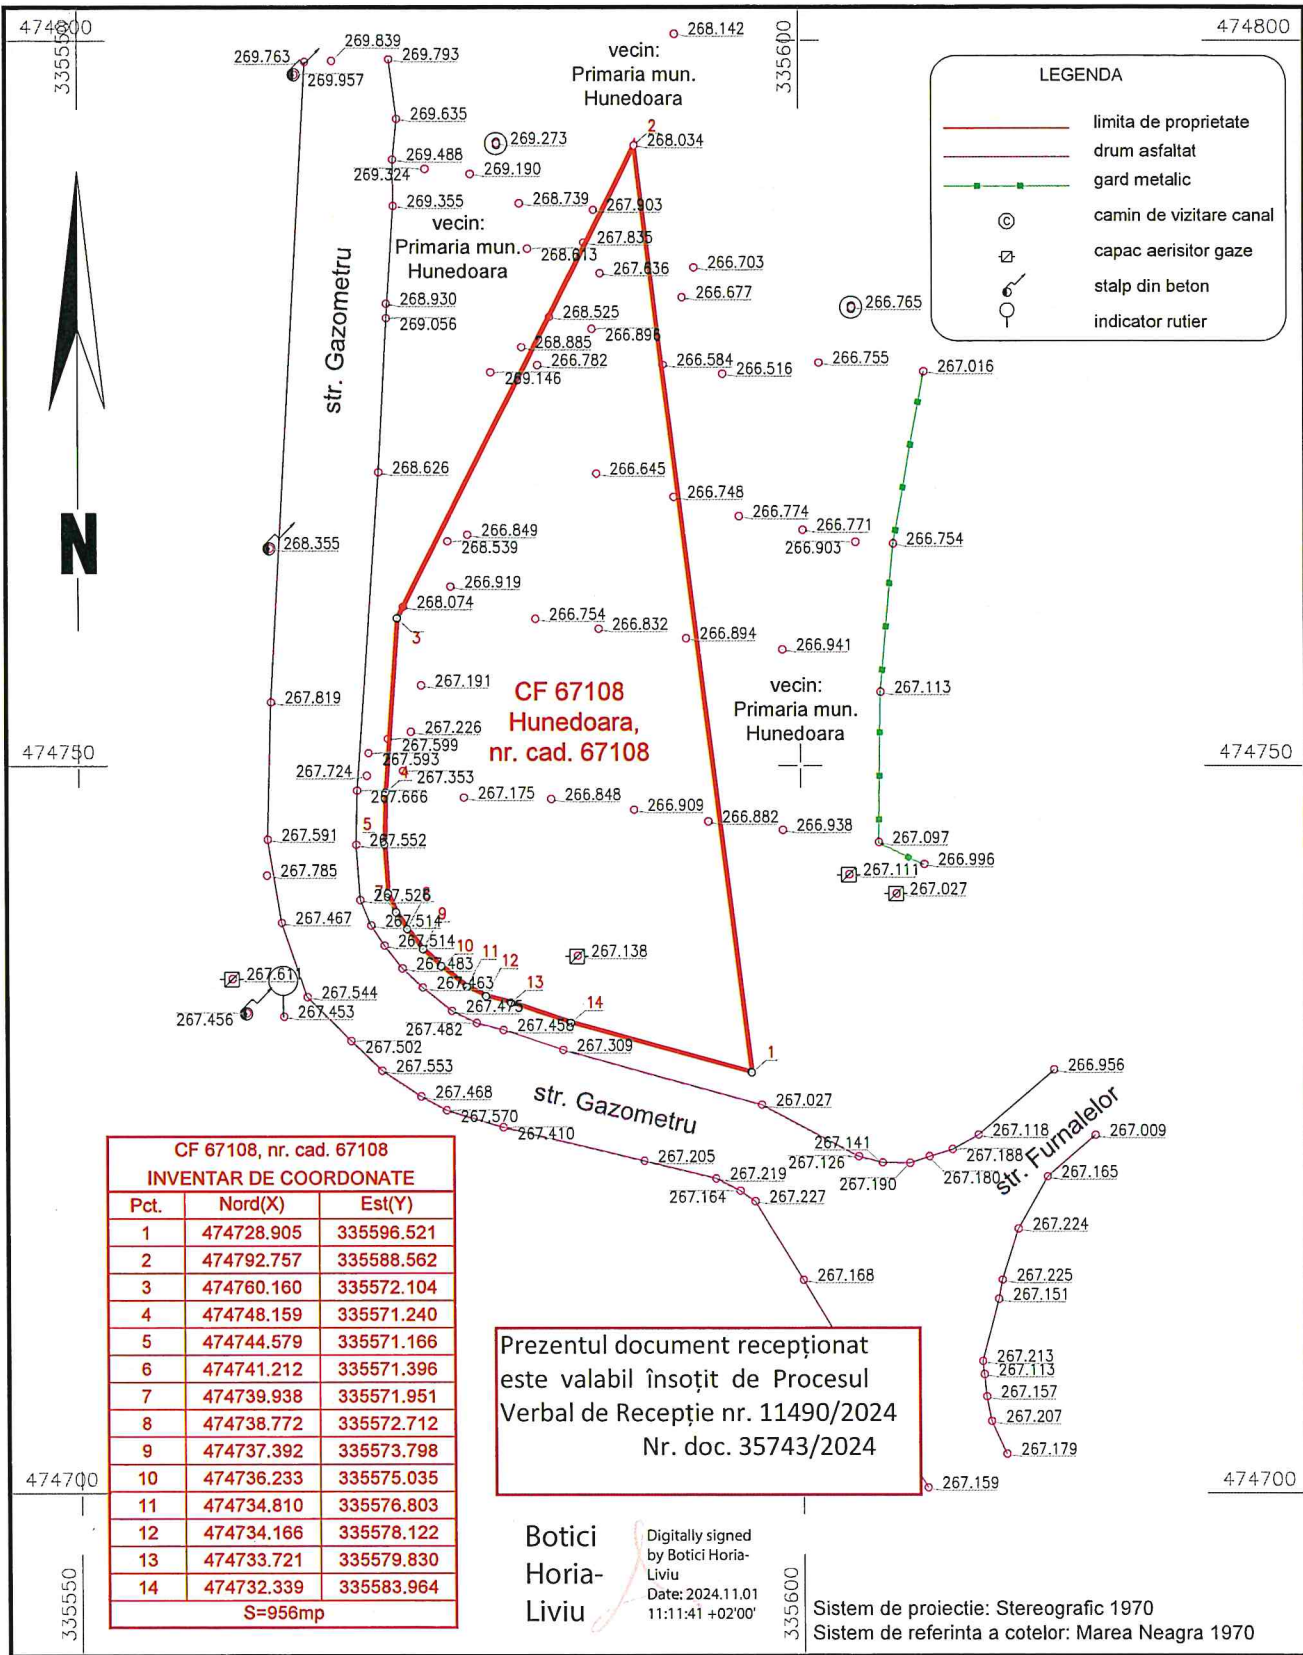 474800
335550
335600
474800
268.142
269.839
269.763
269.793
269.957
vecin:
Primaria mun.
Hunedoara
LEGENDA
limita de proprietate
drum asfaltat
gard metalic
camin de vizitare canal
capac aerisitor gaze
stalp din beton
indicator rutier
269.635
2
269.273
268.034
269.488
269.324
269.190
269.355
268.739
267.903
vecin:
Primaria mun.
Hunedoara
267.835
268.613
267.636
266.703
266.677
266.765
268.930
269.056
str. Gazometru
268.525
266.896
268.885
266.782
269.146
266.584
266.516
266.755
267.016
268.626
266.645
266.748
266.774
266.771
266.903
266.754
N
268.355
266.849
268.539
266.919
268.074
3
266.754
266.832
266.894
266.941
267.191
267.819
CF 67108
Hunedoara,
nr. cad. 67108
vecin:
Primaria mun.
Hunedoara
267.113
267.226
267.599
267.593
267.724
4
267.353
267.666
474750
474750
267.175
266.848
266.909
266.882
266.938
5
267.591
267.552
267.097
266.996
267.111
267.027
267.785
7
267.526
8
9
267.467
267.514
267.514
10
267.483
11
12
13
14
267.138
267.611
267.463
267.475
267.544
267.456
267.453
267.482
267.458
267.502
267.309
1
267.553
267.468
267.570
267.410
str. Gazometru
267.027
266.956
267.009
267.118
267.141
267.126
267.188
267.190
267.180
str. Furnalelor
267.165
267.205
267.219
267.164
267.227
267.224
267.168
267.225
267.151
267.213
267.113
267.157
267.207
267.179
267.159
CF 67108, nr. cad. 67108
INVENTAR DE COORDONATE
Pct. Nord(X) Est(Y)
1 474728.905 335596.521
2 474792.757 335588.562
3 474760.160 335572.104
4 474748.159 335571.240
5 474744.579 335571.166
6 474741.212 335571.396
7 474739.938 335571.951
8 474738.772 335572.712
9 474737.392 335573.798
10 474736.233 335575.035
11 474734.810 335576.803
12 474734.166 335578.122
13 474733.721 335579.830
14 474732.339 335583.964
S=956mp
Prezentul document recepționat
este valabil însoțit de Procesul
Verbal de Recepție nr. 11490/2024
Nr. doc. 35743/2024
474700
474700
335550
335600
Botici
Horia-
Liviu
Digitally signed
by Botici Horia-
Liviu
Date: 2024.11.01
11:11:41 +02'00'
Sistem de proiectie: Stereografic 1970
Sistem de referinta a cotelor: Marea Neagra 1970